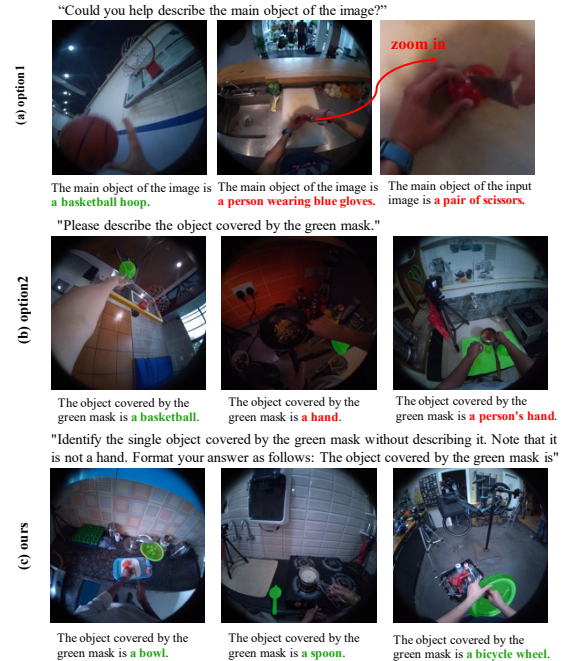 "Could you help describe the main object of the image?"
(a) option1
zoom in
The main object of the image is
a basketball hoop.
The main object of the image is
a person wearing blue gloves.
The main object of the input
image is a pair of scissors.
"Please describe the object covered by the green mask."
(b) option2
The object covered by the
green mask is a basketball.
The object covered by the
green mask is a hand.
The object covered by the
green mask is a person's hand.
"Identify the single object covered by the green mask without describing it. Note that it
is not a hand. Format your answer as follows: The object covered by the green mask is"
(c) ours
The object covered by the
green mask is a bowl.
The object covered by the
green mask is a spoon.
The object covered by the
green mask is a bicycle wheel.